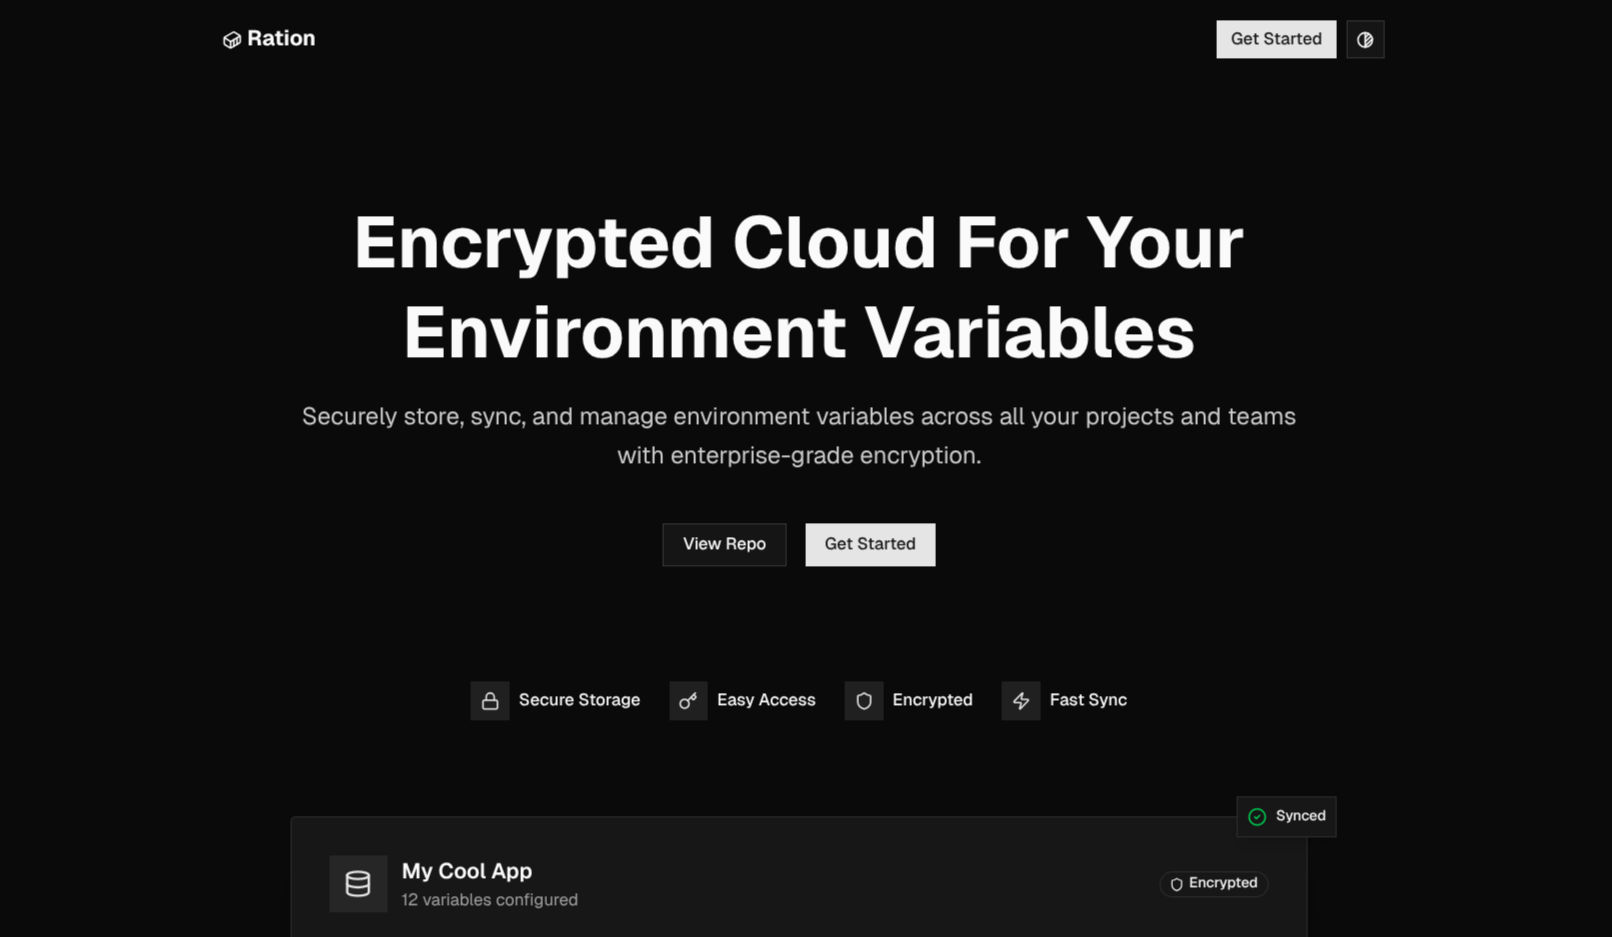 Ration
Get Started
Encrypted Cloud For Your
Environment Variables
Securely store, sync, and manage environment variables across all your projects and teams
with enterprise-grade encryption.
View Repo
Get Started
Secure Storage
Easy Access
Encrypted
Fast Sync
Synced
My Cool App
12 variables configured
Encrypted